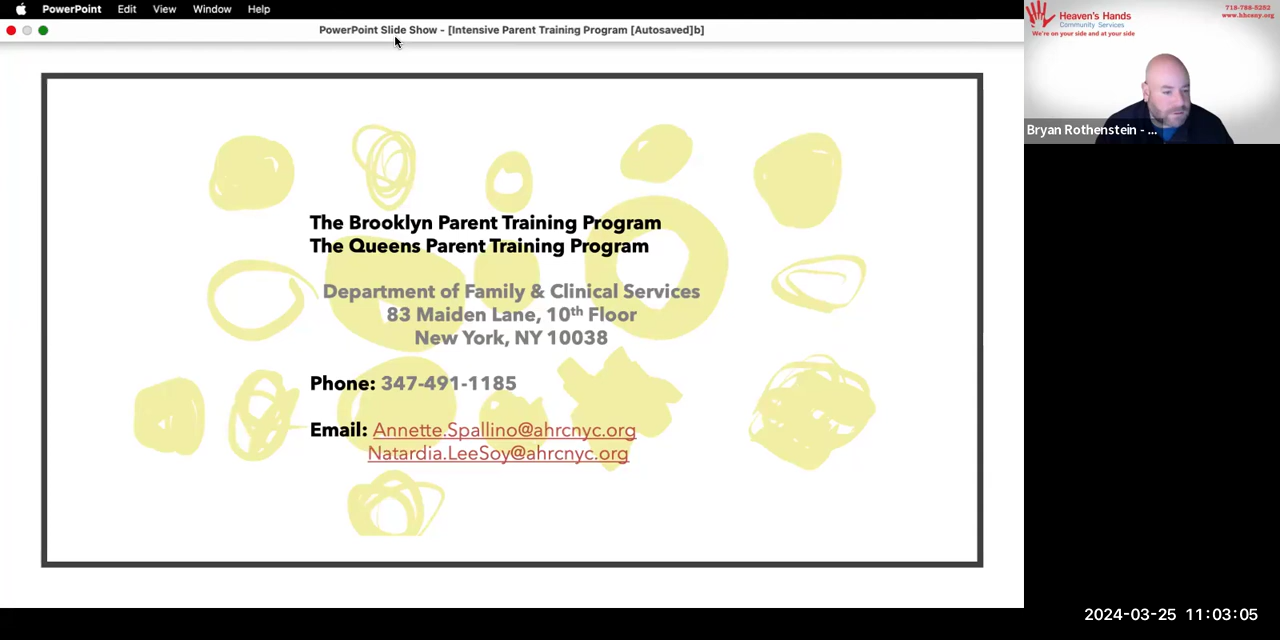 PowerPoint Edit View Window Help
PowerPoint Slide Show - [Intensive Parent Training Program [Autosaved]b]
Heaven's Hands
Community Services
We're on your side and at your side
718-786-5252
www.hhcsny.org
Bryan Rothenstein - ...
The Brooklyn Parent Training Program
The Queens Parent Training Program
Department of Family & Clinical Services
83 Maiden Lane, 10th Floor
New York, NY 10038
Phone: 347-491-1185
Email: Annette.Spallino@ahrcnyc.org
Natardia.LeeSoy@ahrcnyc.org
2024-03-25 11:03:05